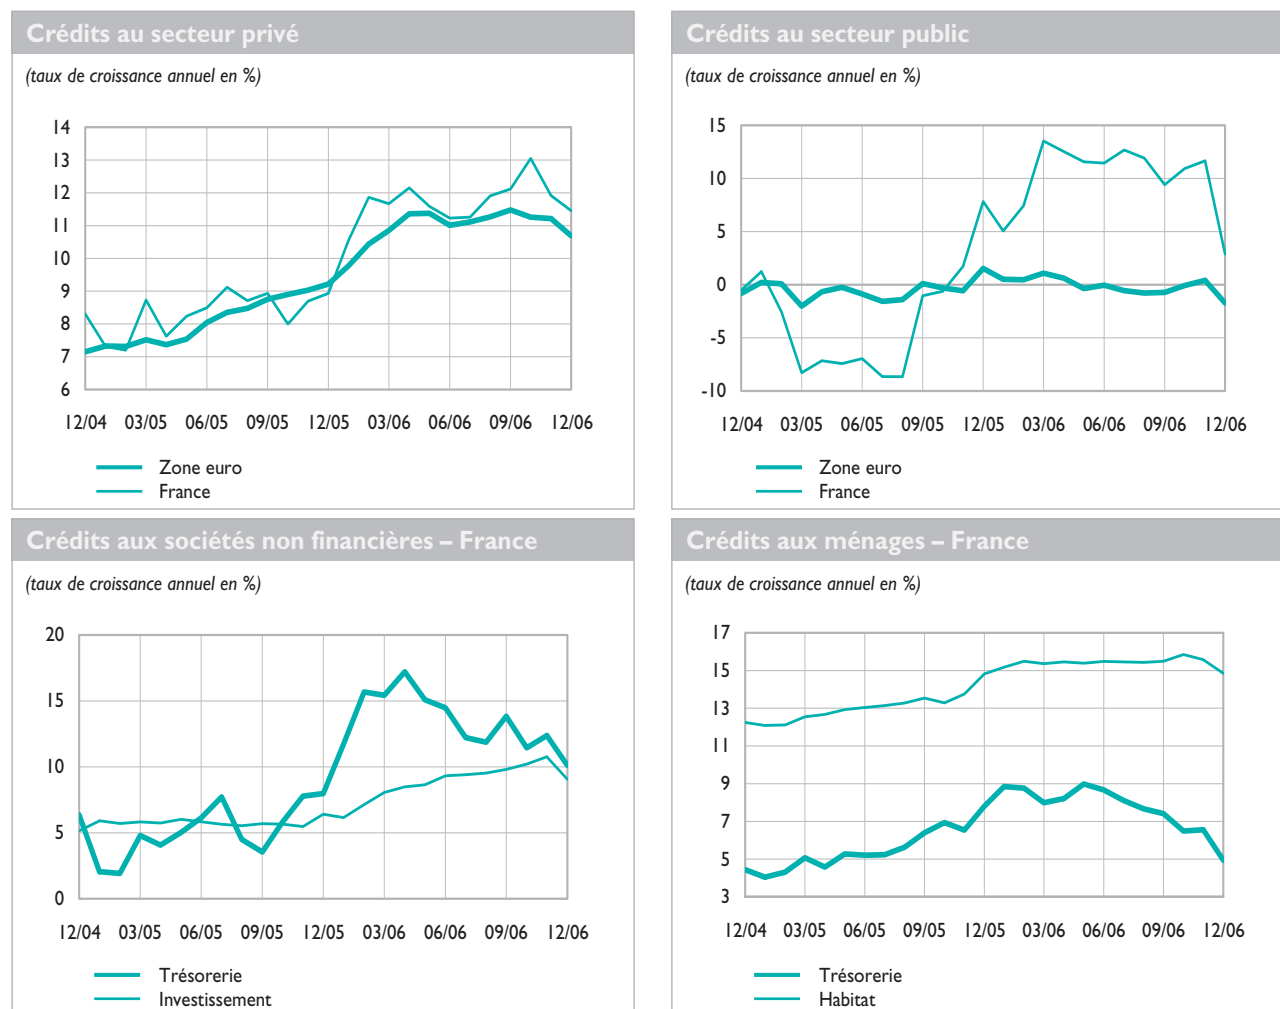 Crédits au secteur privé
(taux de croissance annuel en %)
14
13
12
11
10
9
8
7
6
12/04 03/05 06/05 09/05 12/05 03/06 06/06 09/06 12/06
Zone euro
France
Crédits au secteur public
(taux de croissance annuel en %)
15
10
5
0
-5
-10
12/04 03/05 06/05 09/05 12/05 03/06 06/06 09/06 12/06
Zone euro
France
Crédits aux sociétés non financières – France
(taux de croissance annuel en %)
20
15
10
5
0
12/04 03/05 06/05 09/05 12/05 03/06 06/06 09/06 12/06
Trésorerie
Investissement
Crédits aux ménages – France
(taux de croissance annuel en %)
17
15
13
11
9
7
5
3
12/04 03/05 06/05 09/05 12/05 03/06 06/06 09/06 12/06
Trésorerie
Habitat